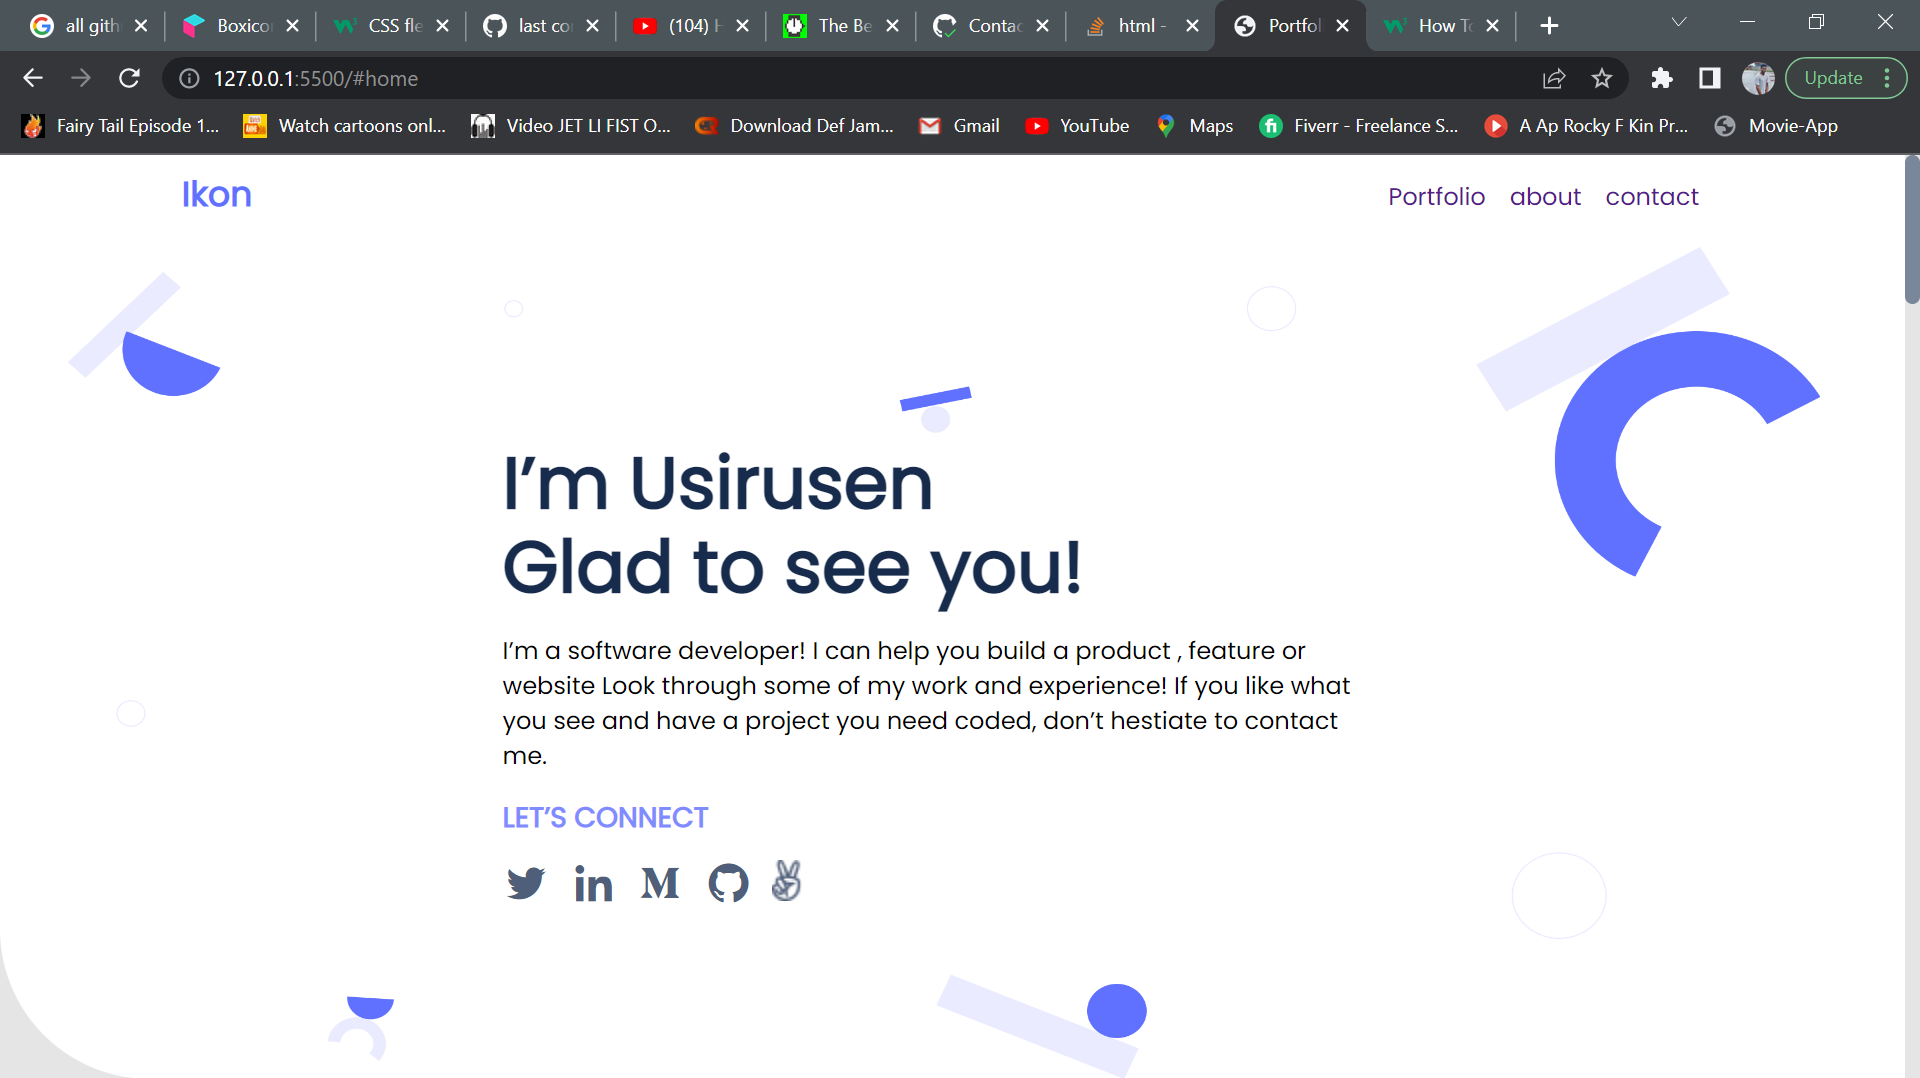 all gith
Boxico
CSS fle
last co
(104) H
The Be
Contac
html -
Portfol
How To
127.0.0.1:5500/#home
Update
Fairy Tail Episode 1...
Watch cartoons onl...
Video JET LI FIST O...
Download Def Jam...
Gmail
YouTube
Maps
Fiverr - Freelance S...
A Ap Rocky F Kin Pr...
Movie-App
Ikon
Portfolio about contact
I’m Usirusen
Glad to see you!
I’m a software developer! I can help you build a product , feature or
website Look through some of my work and experience! If you like what
you see and have a project you need coded, don’t hestiate to contact
me.
LET’S CONNECT